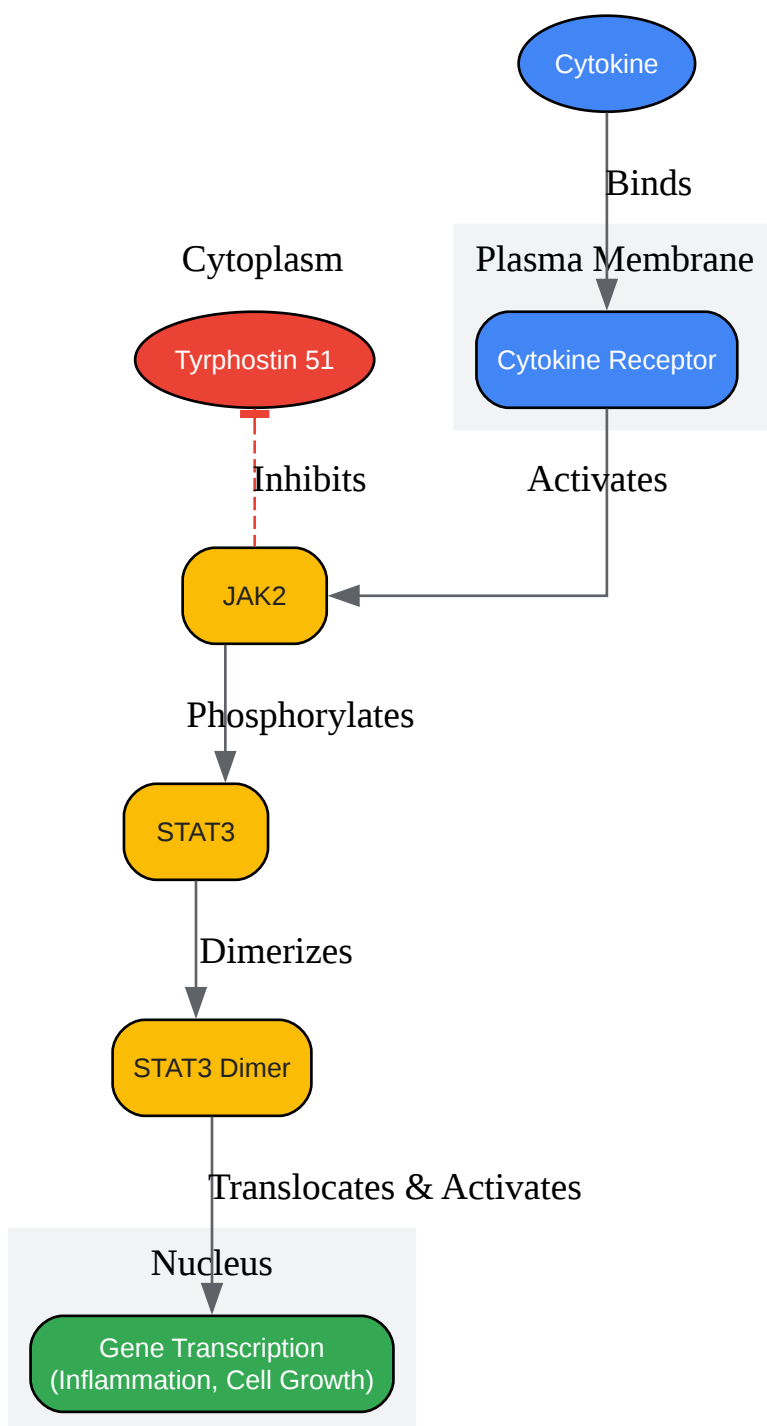 Cytokine
Binds
Cytoplasm
Plasma Membrane
Tyrphostin 51
Cytokine Receptor
Inhibits
Activates
JAK2
Phosphorylates
STAT3
Dimerizes
STAT3 Dimer
Translocates & Activates
Nucleus
Gene Transcription
(Inflammation, Cell Growth)